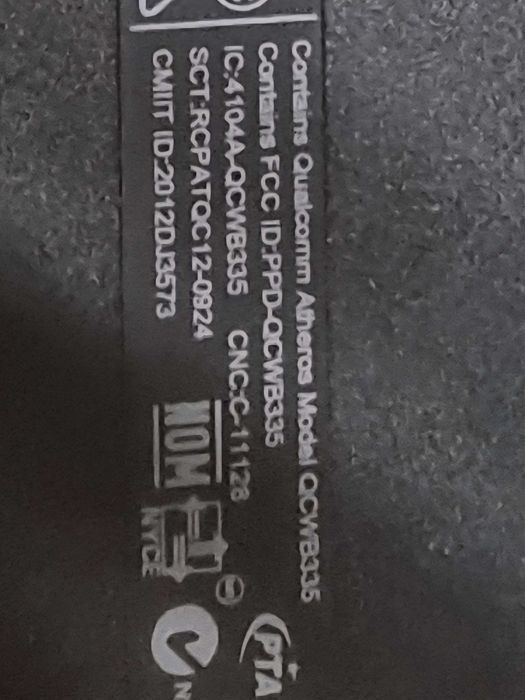 Contains Qualcomm Atheros Model QCWB335
Contains FCC ID:PPD-QCWB335
IC:4104A-QCWB335 CNC:C-11128
SCT:RCPATQC12-0924
CMIIT ID:2012DJ3573
NOM
NYCE
PTA
N